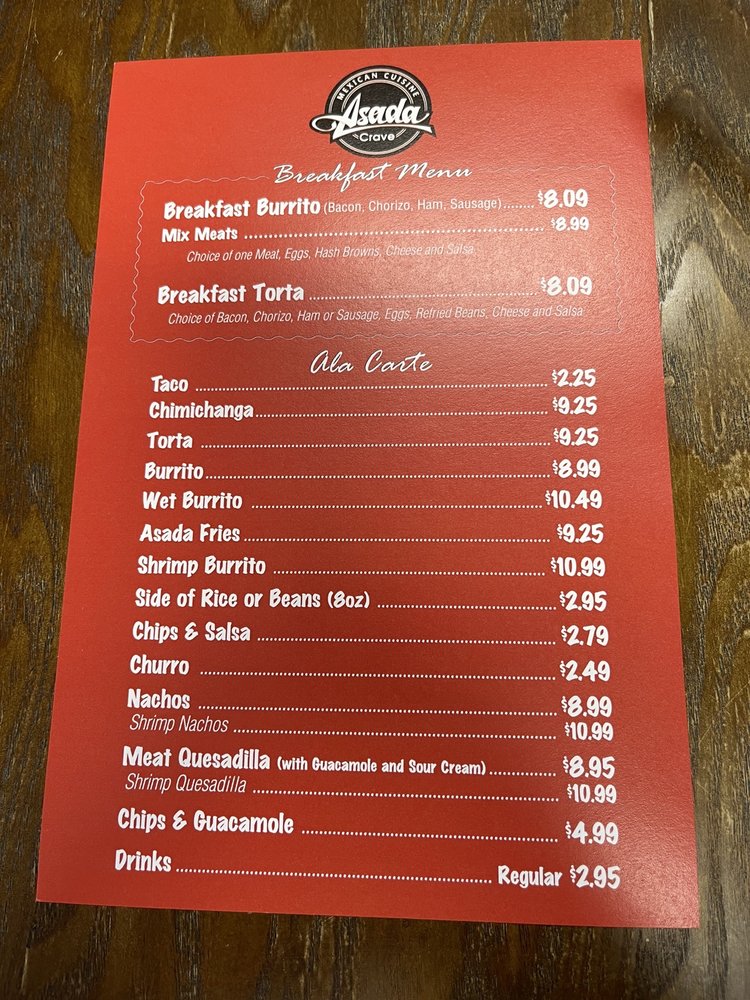 MEXICAN CUISINE
Asada
Crave
Breakfast Menu
Breakfast Burrito (Bacon, Chorizo, Ham, Sausage)........ $8.09
Mix Meats ........................................ $8.99
Choice of one Meat, Eggs, Hash Browns, Cheese and Salsa
Breakfast Torta ........................................ $8.09
Choice of Bacon, Chorizo, Ham or Sausage, Eggs, Refried Beans, Cheese and Salsa
Ala Carte
Taco ........................................ $2.25
Chimichanga ........................................ $9.25
Torta ........................................ $9.25
Burrito ........................................ $8.99
Wet Burrito ........................................ $10.49
Asada Fries ........................................ $9.25
Shrimp Burrito ........................................ $10.99
Side of Rice or Beans (8oz) ........................................ $2.95
Chips & Salsa ........................................ $2.79
Churro ........................................ $2.49
Nachos ........................................ $8.99
Shrimp Nachos ........................................ $10.99
Meat Quesadilla (with Guacamole and Sour Cream) ................ $8.95
Shrimp Quesadilla ........................................ $10.99
Chips & Guacamole ........................................ $4.99
Drinks ........................................ Regular $2.95